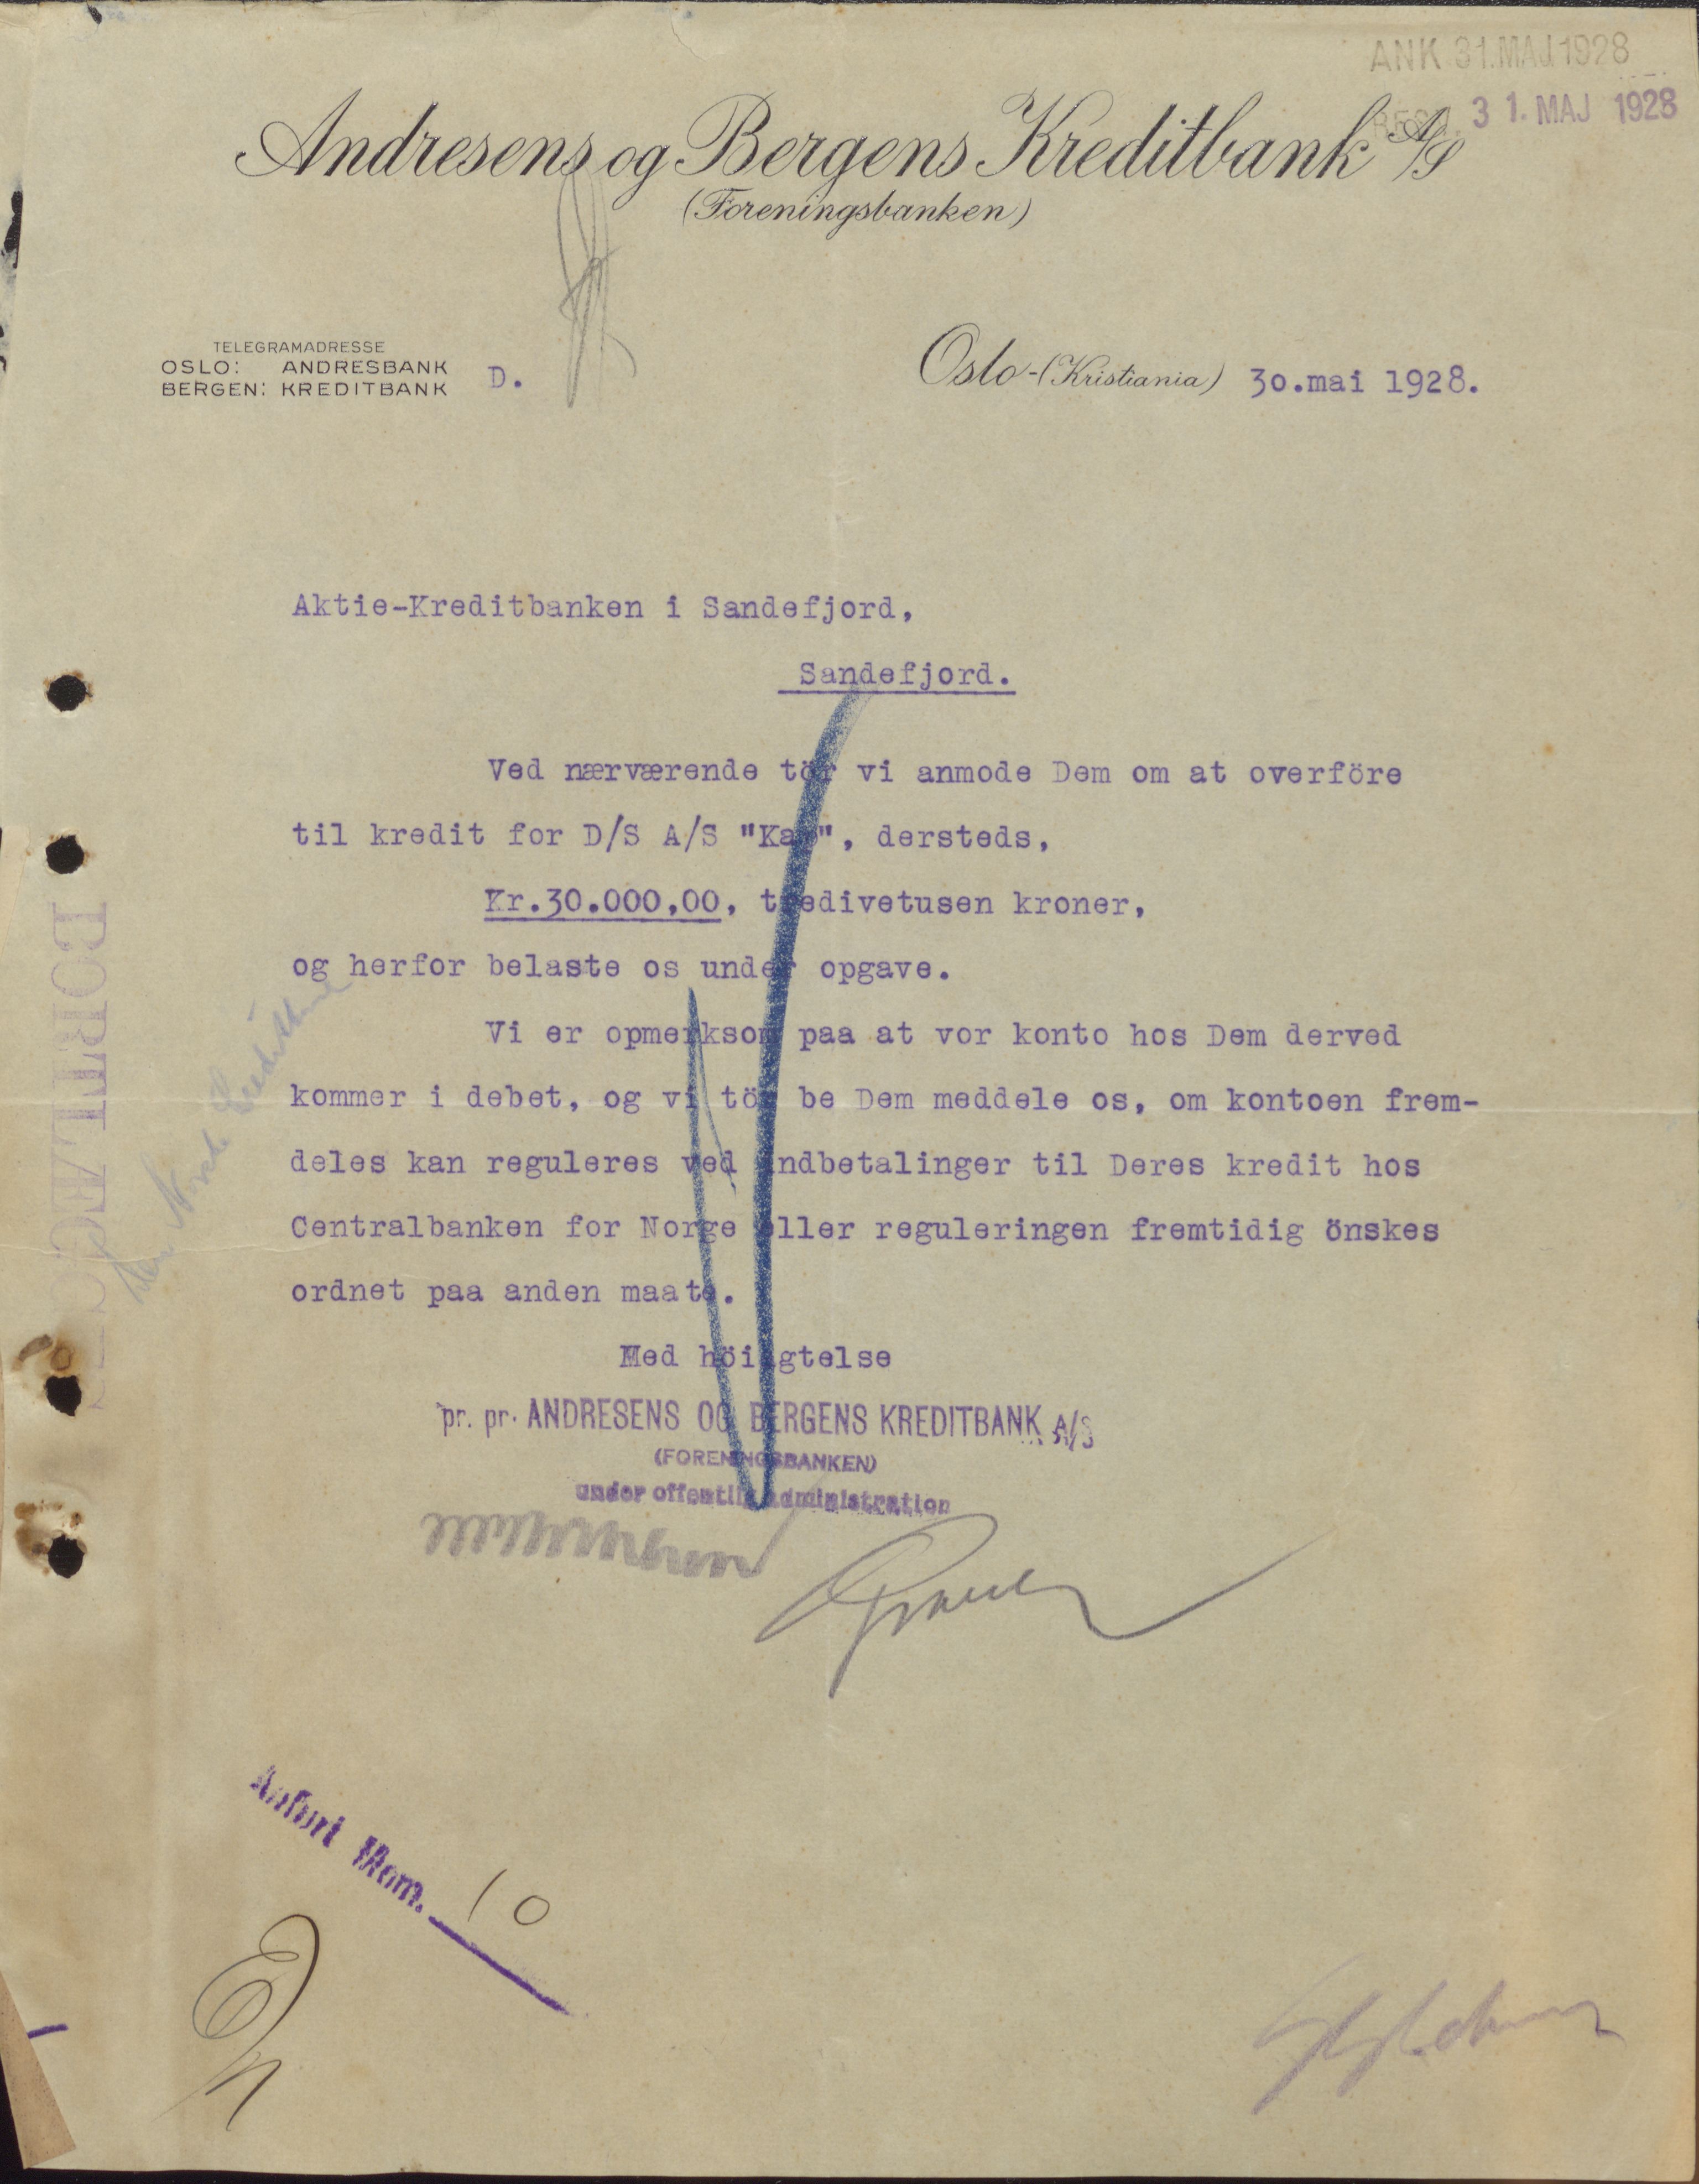 ANK 31.MAJ 1928
31. MAJ 1928
Andresens og Bergens Kreditbank A/S
(Foreningsbanken)
TELEGRAMADRESSE
OSLO: ANDRESBANK
BERGEN: KREDITBANK
D.
Oslo-(Kristiania) 30.mai 1928.
Aktie-Kreditbanken i Sandefjord,
Sandefjord.
Ved nærværende tör vi anmode Dem om at overföre
til kredit for D/S A/S "Kap", dersteds,
Kr.30.000,00, tredivetusen kroner,
og herfor belaste os under opgave.
Vi er opmerksom paa at vor konto hos Dem derved
kommer i debet, og vi tör be Dem meddele os, om kontoen frem-
deles kan reguleres ved indbetalinger til Deres kredit hos
Centralbanken for Norge eller reguleringen fremtidig önskes
ordnet paa anden maate.
Med höiagtelse
pr. pr. ANDRESENS OG BERGENS KREDITBANK A/S
(FORENINGSBANKEN)
under offentlig administration
Anført Mem. 10